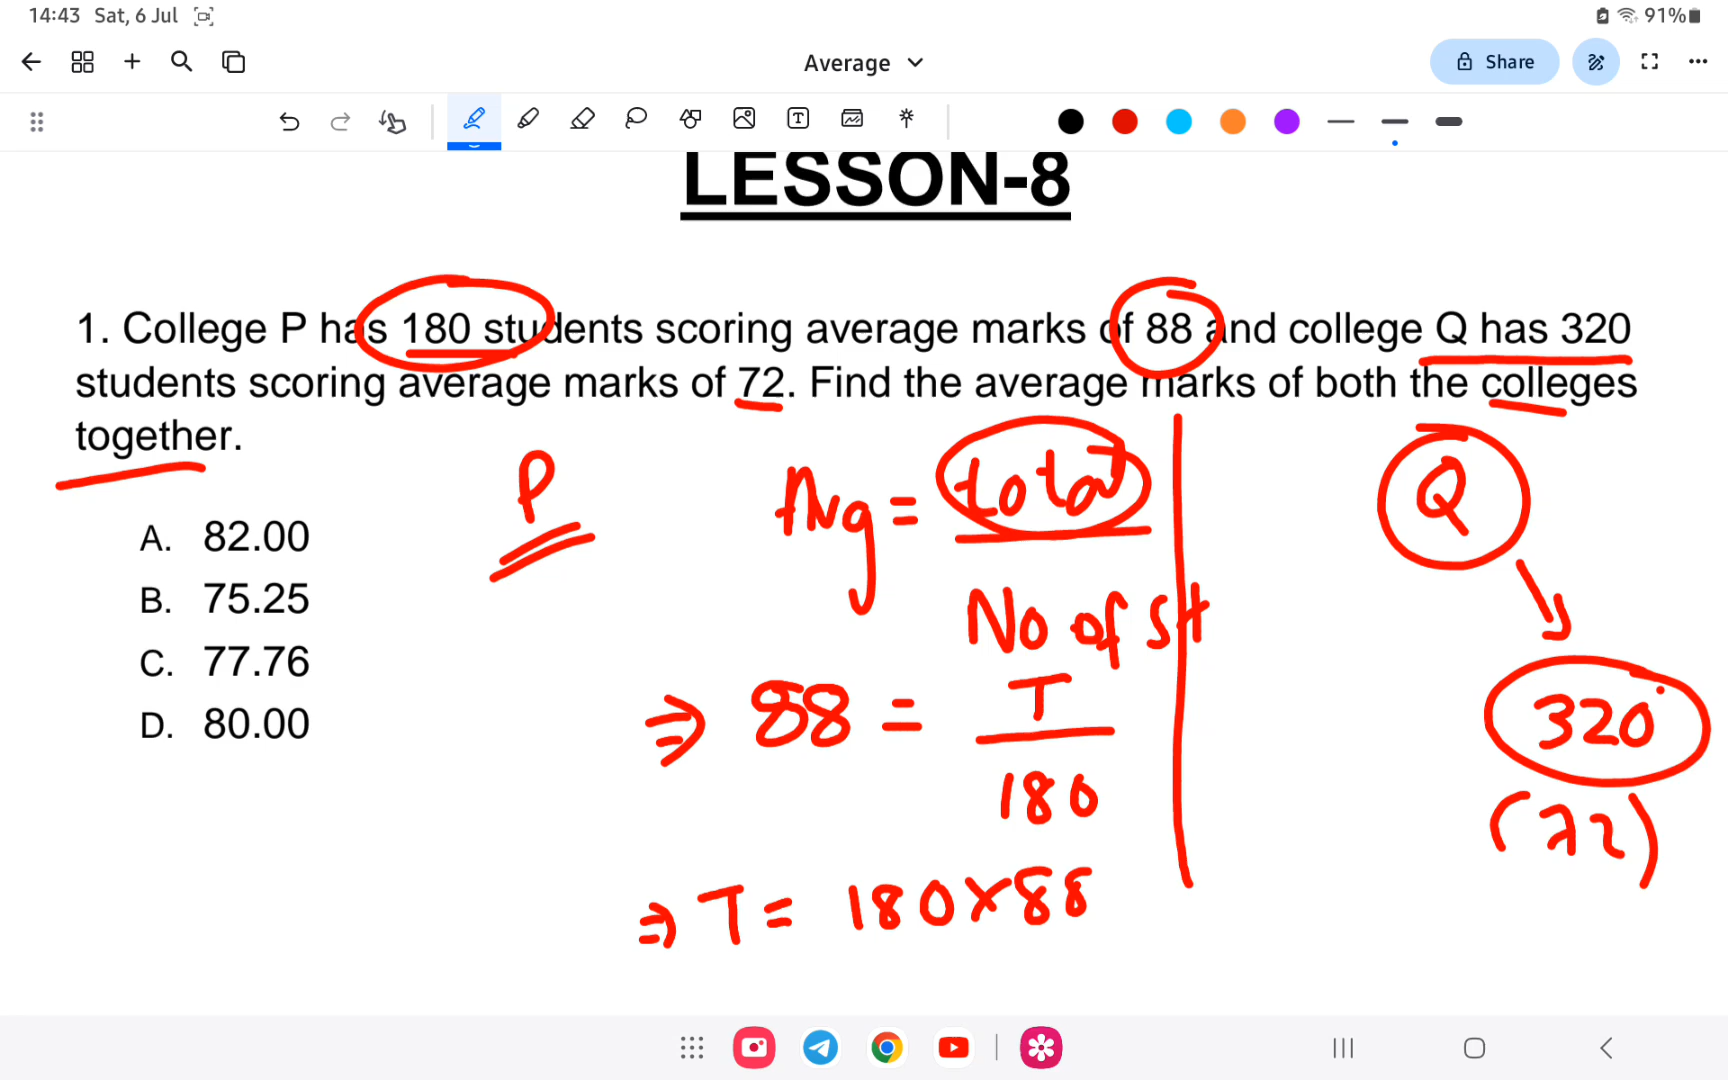 14:43 Sat, 6 Jul
91%
Average
Share
LESSON-8
1. College P has 180 students scoring average marks of 88 and college Q has 320
students scoring average marks of 72. Find the average marks of both the colleges
together.
A. 82.00
B. 75.25
C. 77.76
D. 80.00
P
Avg = total
No of st
⇒ 88 = T
180
⇒ T = 180×88
Q
320
(72)